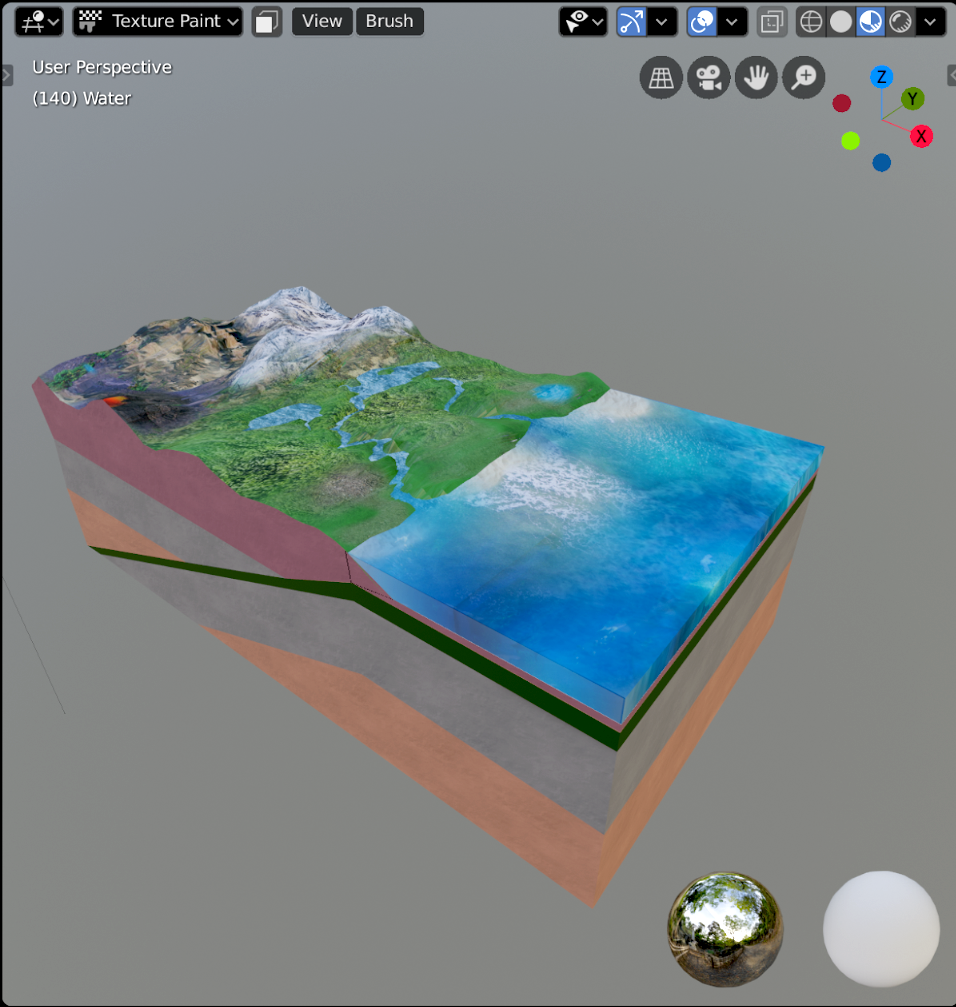 Texture Paint
View
Brush
User Perspective
(140) Water
Z
Y
X